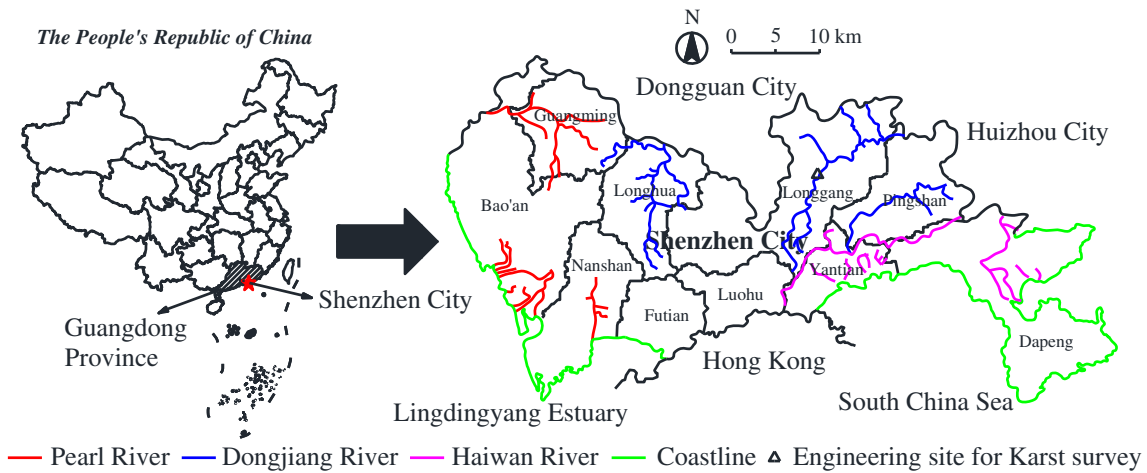 The People's Republic of China
N
0 5 10 km
Dongguan City
Guangming
Huizhou City
Longhua
Longgang
Pingshan
Bao'an
Shenzhen City
Nanshan
Yantian
Luohu
Shenzhen City
Futian
Guangdong
Province
Dapeng
Hong Kong
South China Sea
Lingdingyang Estuary
Pearl River
Dongjiang River
Haiwan River
Coastline
Engineering site for Karst survey